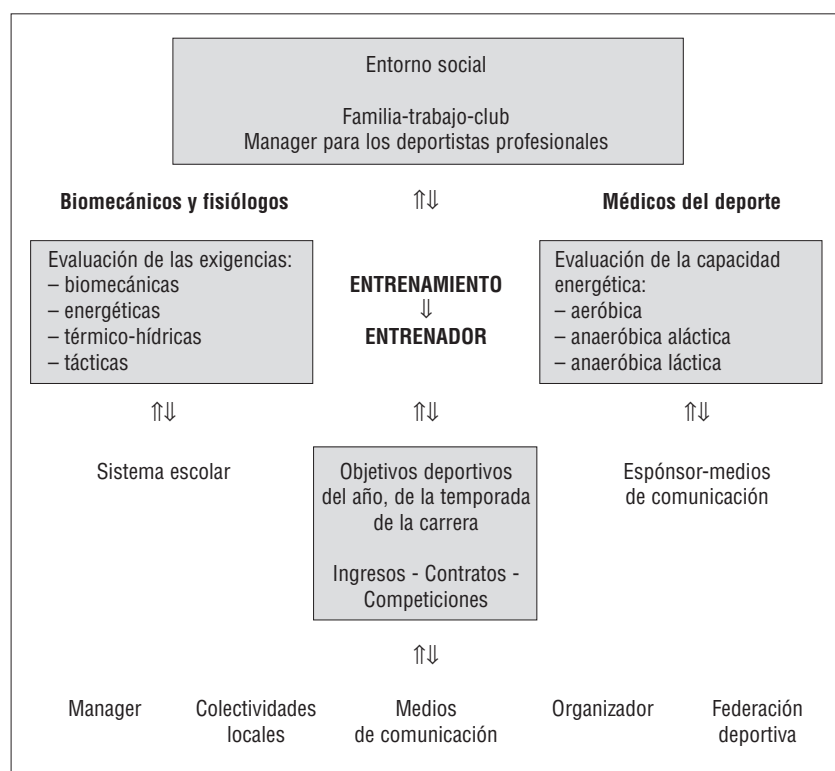 Entorno social
Familia-trabajo-club
Manager para los deportistas profesionales
⇑⇓
Biomecánicos y fisiólogos
Médicos del deporte
Evaluación de las exigencias:
– biomecánicas
– energéticas
– térmico-hídricas
– tácticas
ENTRENAMIENTO
⇓
ENTRENADOR
Evaluación de la capacidad
energética:
– aeróbica
– anaeróbica aláctica
– anaeróbica láctica
⇑⇓
⇑⇓
⇑⇓
Sistema escolar
Objetivos deportivos
del año, de la temporada
de la carrera
Ingresos - Contratos -
Competiciones
Espónsor-medios
de comunicación
⇑⇓
Manager
Colectividades
locales
Medios
de comunicación
Organizador
Federación
deportiva